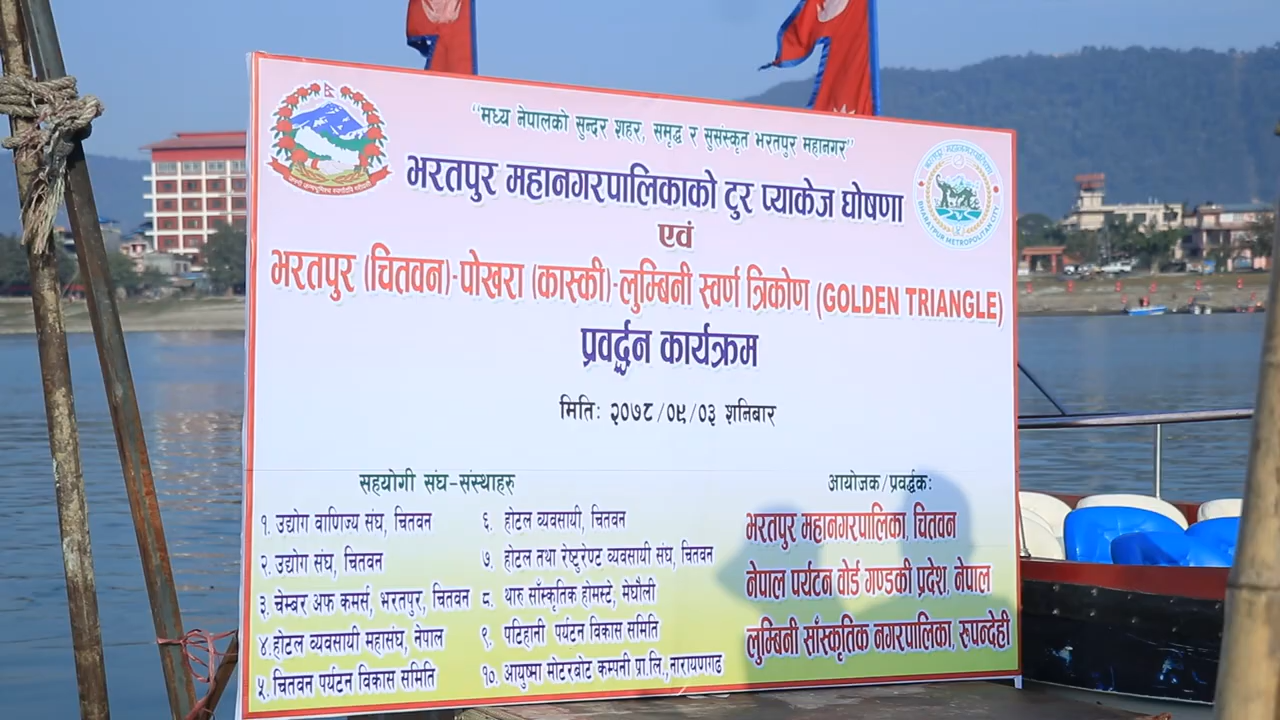 "मध्य नेपालको सुन्दर शहर, समृद्ध र सुसंस्कृत भरतपुर महानगर"
भरतपुर महानगरपालिकाको टुर प्याकेज घोषणा
एवं
भरतपुर (चितवन)-पोखरा (कास्की)-लुम्बिनी स्वर्ण त्रिकोण (GOLDEN TRIANGLE)
प्रवर्द्धन कार्यक्रम
मितिः २०७८/०९/०३ शनिबार
सहयोगी संघ-संस्थाहरु
१. उद्योग वाणिज्य संघ, चितवन
२. उद्योग संघ, चितवन
३. चेम्बर अफ कमर्स, भरतपुर, चितवन
४. होटल व्यवसायी महासंघ, नेपाल
५. चितवन पर्यटन विकास समिति
६. होटल व्यवसायी, चितवन
७. होटल तथा रेष्टुरेण्ट व्यवसायी संघ, चितवन
८. थारु साँस्कृतिक होमस्टे, मेघौली
९. पटिहानी पर्यटन विकास समिति
१०. आयुष्मा मोटरबोट कम्पनी प्रा.लि., नारायणगढ
आयोजक/प्रवर्द्धकः
भरतपुर महानगरपालिका, चितवन
नेपाल पर्यटन वोर्ड गण्डकी प्रदेश, नेपाल
लुम्बिनी साँस्कृतिक नगरपालिका, रुपन्देही
BHARATPUR METROPOLITAN CITY